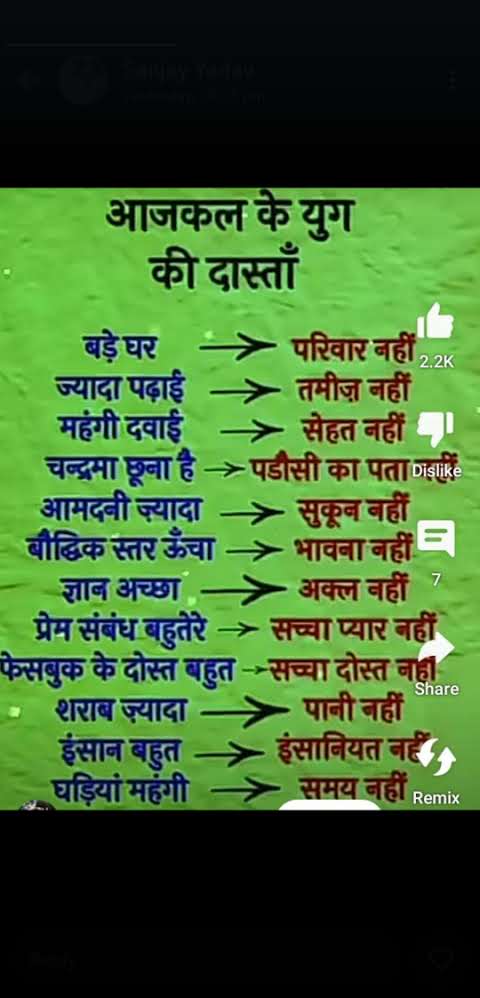 Sanjay Yadav
आजकल के युग
की दास्ताँ
बड़े घर → परिवार नहीं
ज्यादा पढ़ाई → तमीज़ नहीं
महंगी दवाई → सेहत नहीं
चन्द्रमा छूना है → पडौसी का पता नहीं
आमदनी ज़्यादा → सुकून नहीं
बौद्धिक स्तर ऊँचा → भावना नहीं
ज्ञान अच्छा → अक्ल नहीं
प्रेम संबंध बहुतेरे → सच्चा प्यार नहीं
फेसबुक के दोस्त बहुत → सच्चा दोस्त नहीं
शराब ज़्यादा → पानी नहीं
इंसान बहुत → इंसानियत नहीं
घड़ियां महंगी → समय नहीं
2.2K
Dislike
7
Share
Remix